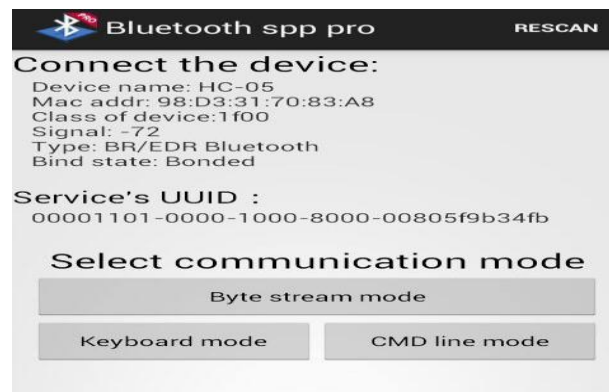 PRO
Bluetooth spp pro RESCAN
Connect the device:
Device name: HC-05
Mac addr: 98:D3:31:70:83:A8
Class of device:1f00
Signal: -72
Type: BR/EDR Bluetooth
Bind state: Bonded
Service's UUID :
00001101-0000-1000-8000-00805f9b34fb
Select communication mode
Byte stream mode
Keyboard mode CMD line mode